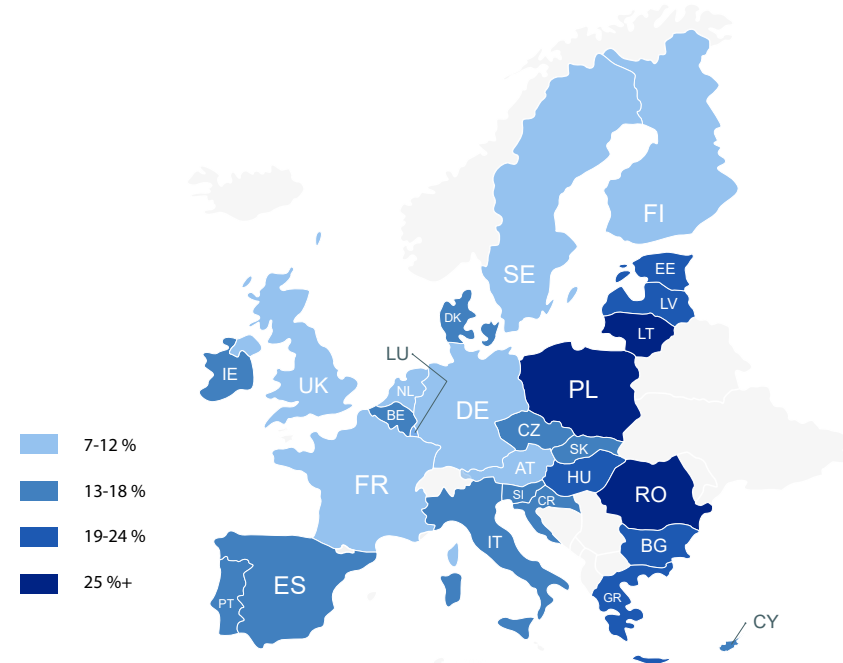 FI
SE
EE
LV
DK
LT
LU
IE
UK
NL
PL
BE
DE
CZ
7-12 %
SK
AT
HU
FR
13-18 %
SI
RO
CR
19-24 %
IT
BG
25 %+
ES
GR
PT
CY